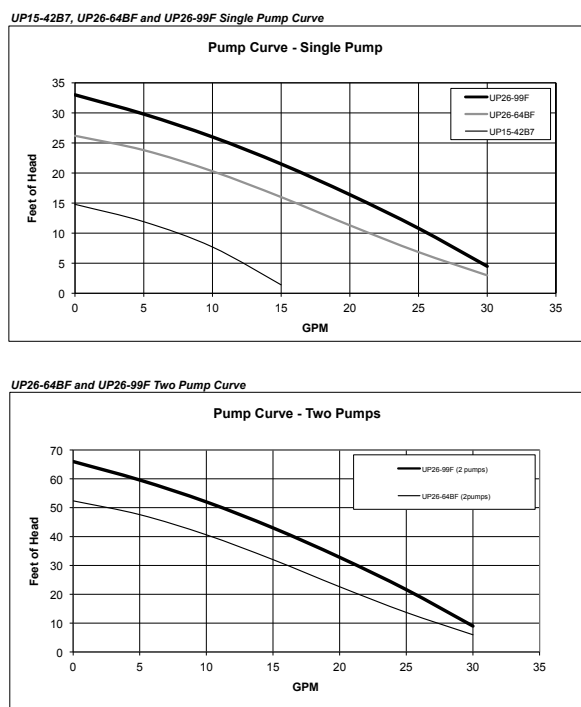 UP15-42B7, UP26-64BF and UP26-99F Single Pump Curve
Pump Curve - Single Pump
35
30
25
20
15
10
5
0
Feet of Head
0 5 10 15 20 25 30 35
GPM
UP26-99F
UP26-64BF
UP15-42B7
UP26-64BF and UP26-99F Two Pump Curve
Pump Curve - Two Pumps
70
60
50
40
30
20
10
0
Feet of Head
0 5 10 15 20 25 30 35
GPM
UP26-99F (2 pumps)
UP26-64BF (2pumps)